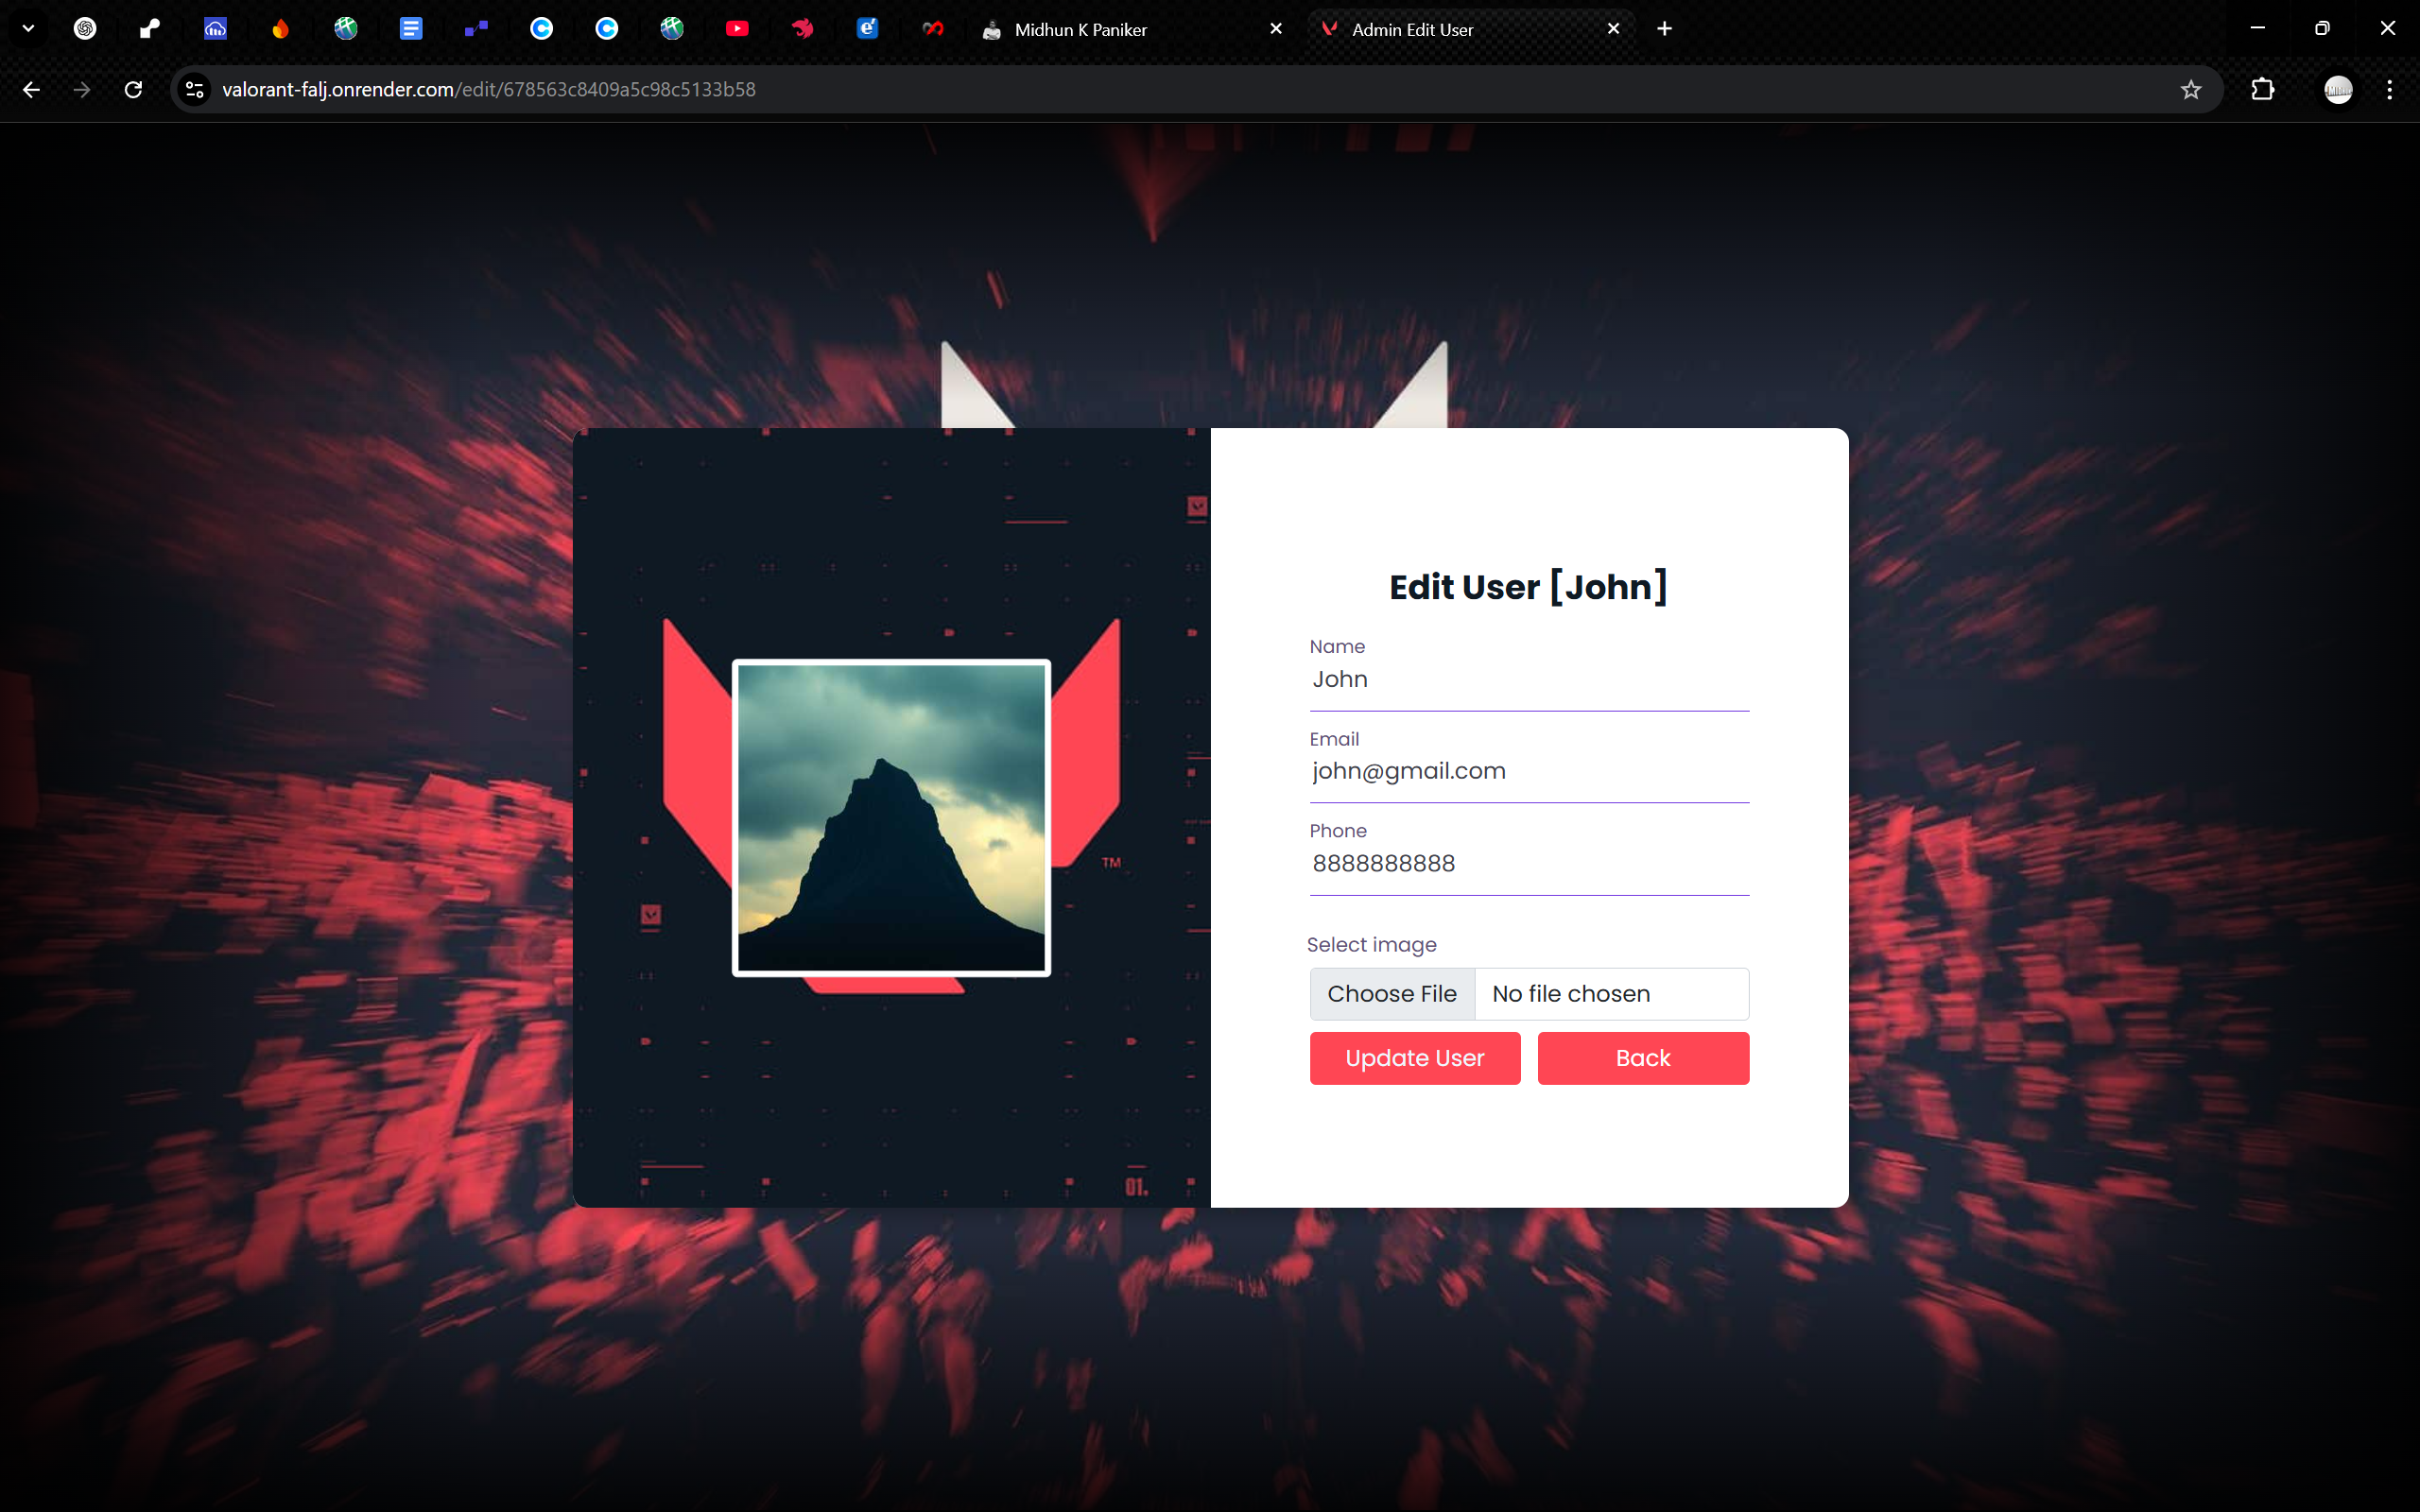 Midhun K Paniker
Admin Edit User
valorant-falj.onrender.com/edit/678563c8409a5c98c5133b58
Edit User [John]
Name
John
Email
john@gmail.com
Phone
8888888888
Select image
Choose File No file chosen
Update User Back
TM
01.